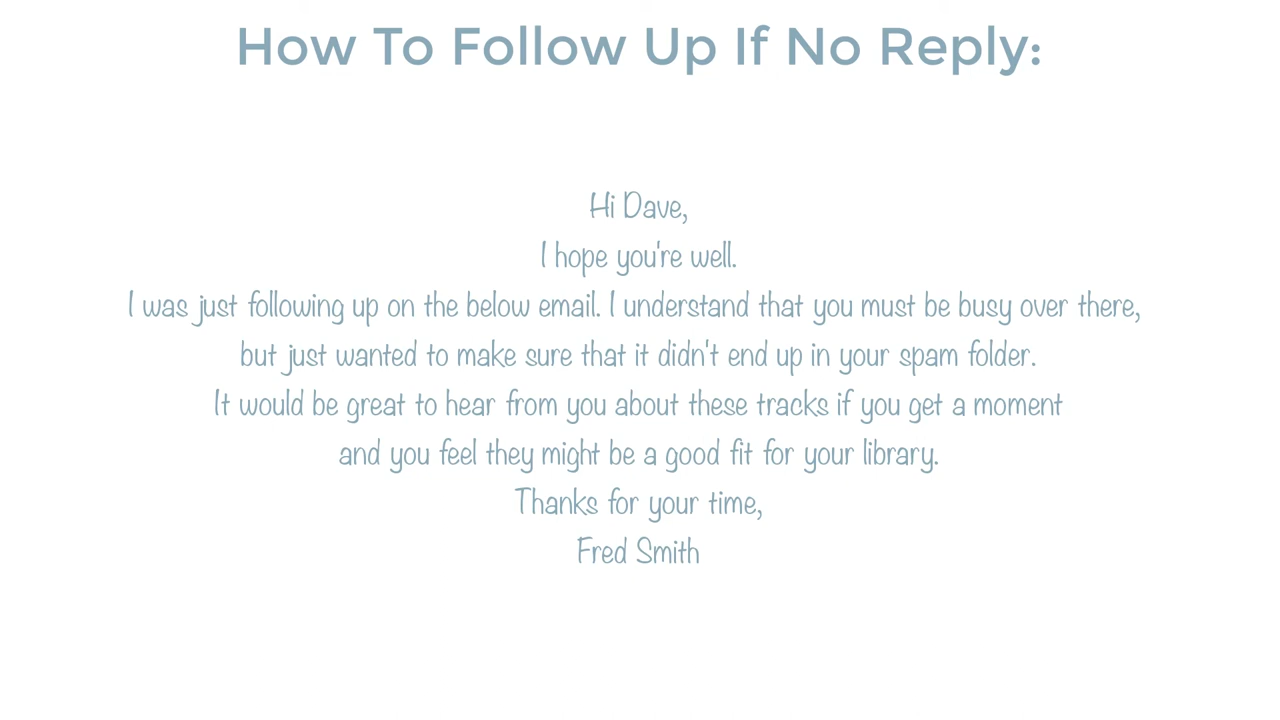 How To Follow Up If No Reply:
Hi Dave,
I hope you're well.
I was just following up on the below email. I understand that you must be busy over there,
but just wanted to make sure that it didn't end up in your spam folder.
It would be great to hear from you about these tracks if you get a moment
and you feel they might be a good fit for your library.
Thanks for your time,
Fred Smith